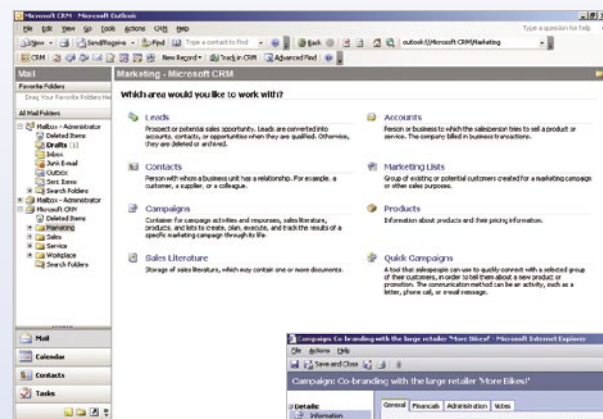 Microsoft CRM - Microsoft Outlook
File Edit View Go Tools Actions CRM Help
Type a question for help
New Send/Receive Find Type a contact to find Back outlook:\\Microsoft CRM\Marketing
CRM New Record Track in CRM Advanced Find
Mail
Marketing - Microsoft CRM
Favorite Folders
Drag Your Favorite Folders He
All Mail Folders
Mailbox - Administrator
Deleted Items
Drafts [1]
Inbox
Junk E-mail
Outbox
Sent Items
Search Folders
Mailbox - Administrator
Microsoft CRM
Deleted Items
Marketing
Sales
Service
Workplace
Search Folders
Mail
Calendar
Contacts
Tasks
Which area would you like to work with?
Leads
Prospect or potential sales opportunity. Leads are converted into
accounts, contacts, or opportunities when they are qualified. Otherwise,
they are deleted or archived.
Accounts
Person or business to which the salesperson tries to sell a product or
service. The company billed in business transactions.
Contacts
Person with whom a business unit has a relationship. For example, a
customer, a supplier, or a colleague.
Marketing Lists
Group of existing or potential customers created for a marketing campaign
or other sales purposes.
Campaigns
Container for campaign activities and responses, sales literature,
products, and lists to create, plan, execute, and track the results of a
specific marketing campaign through its life.
Products
Information about products and their pricing information.
Sales Literature
Storage of sales literature, which may contain one or more documents.
Quick Campaigns
A tool that salespeople can use to quickly connect with a selected group
of their customers, in order to tell them about a new product or
promotion. The communication method can be an activity, such as a
letter, phone call, or e-mail message.
Campaign: Co-branding with the large retailer 'More Bikes!' - Microsoft Internet Explorer
File Actions Help
Save and Close
Campaign: Co-branding with the large retailer 'More Bikes!'
Details:
Information
General Financials Administration Notes